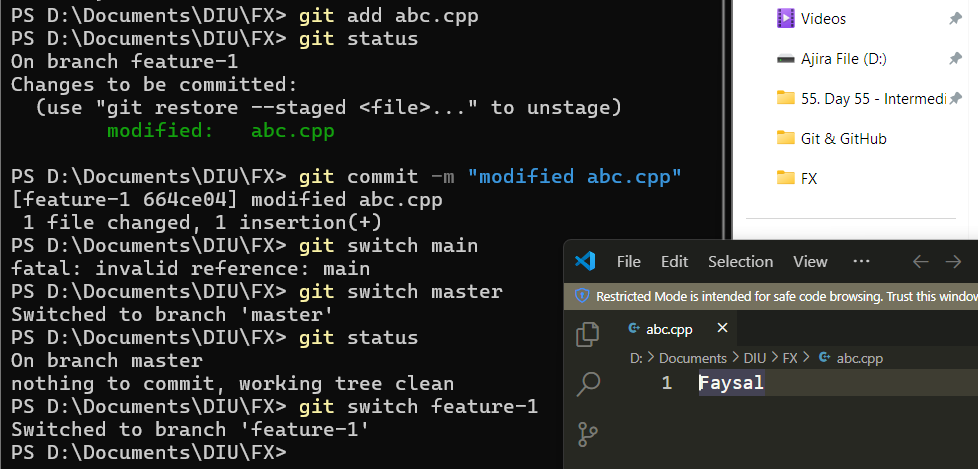 PS D:\Documents\DIU\FX> git add abc.cpp
PS D:\Documents\DIU\FX> git status
On branch feature-1
Changes to be committed:
  (use "git restore --staged <file>..." to unstage)
        modified:   abc.cpp

PS D:\Documents\DIU\FX> git commit -m "modified abc.cpp"
[feature-1 664ce04] modified abc.cpp
 1 file changed, 1 insertion(+)
PS D:\Documents\DIU\FX> git switch main
fatal: invalid reference: main
PS D:\Documents\DIU\FX> git switch master
Switched to branch 'master'
PS D:\Documents\DIU\FX> git status
On branch master
nothing to commit, working tree clean
PS D:\Documents\DIU\FX> git switch feature-1
Switched to branch 'feature-1'
PS D:\Documents\DIU\FX>
Videos
Ajira File (D:)
55. Day 55 - Intermedi
Git & GitHub
FX
File Edit Selection View ...
Restricted Mode is intended for safe code browsing. Trust this window
abc.cpp
D: > Documents > DIU > FX > abc.cpp
1 Faysal